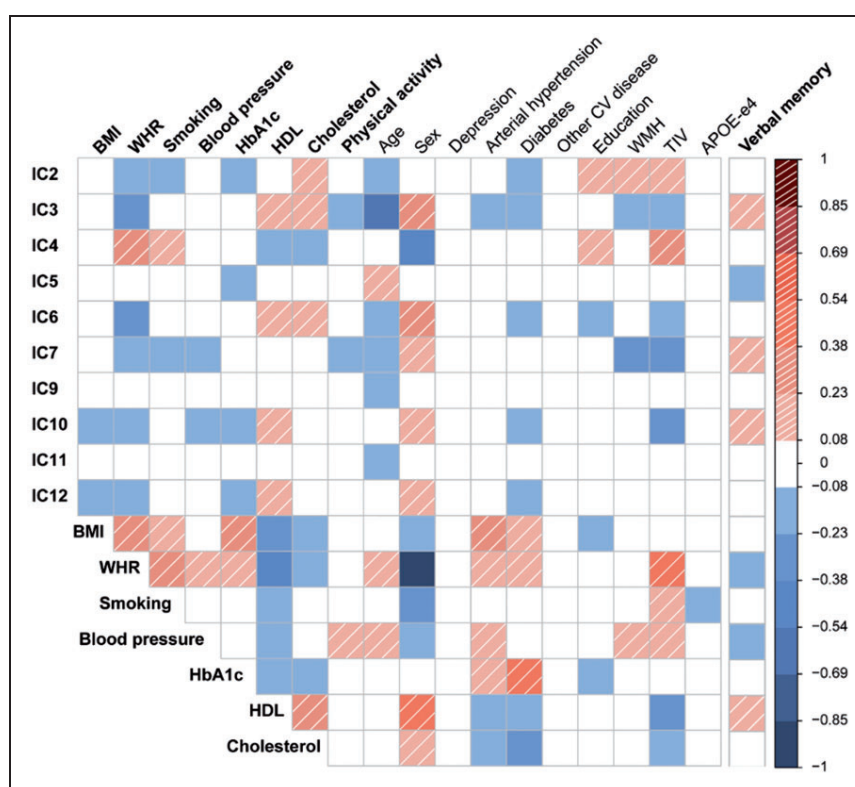 BMI
WHR
Smoking
Blood pressure
HbA1c
HDL
Cholesterol
Physical activity
Age
Sex
Depression
Arterial hypertension
Diabetes
Other CV disease
Education
WMH
TIV
APOE-e4
Verbal memory
IC2
IC3
IC4
IC5
IC6
IC7
IC9
IC10
IC11
IC12
BMI
WHR
Smoking
Blood pressure
HbA1c
HDL
Cholesterol
1
0.85
0.69
0.54
0.38
0.23
0.08
0
−0.08
−0.23
−0.38
−0.54
−0.69
−0.85
−1